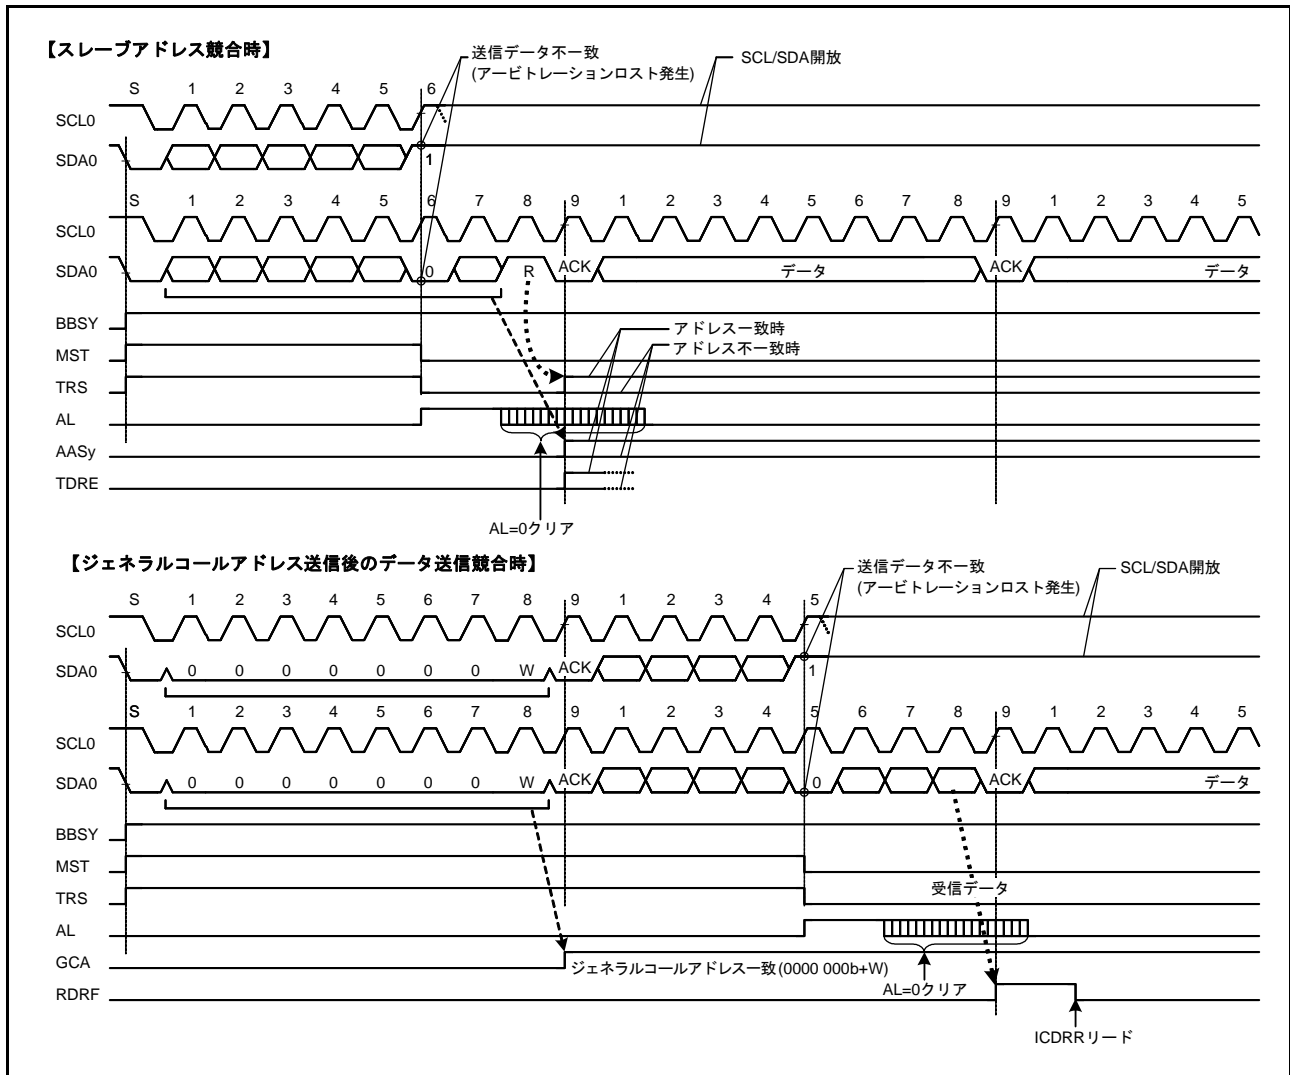 【スレーブアドレス競合時】
送信データ不一致
(アービトレーションロスト発生)
SCL/SDA開放
S 1 2 3 4 5 6
SCL0
SDA0 1
S 1 2 3 4 5 6 7 8 9 1 2 3 4 5 6 7 8 9 1 2 3 4 5
SCL0
SDA0 0 R ACK データ ACK データ
BBSY
アドレス一致時
MST
アドレス不一致時
TRS
AL
AASy
TDRE
AL=0クリア
【ジェネラルコールアドレス送信後のデータ送信競合時】
送信データ不一致
(アービトレーションロスト発生)
SCL/SDA開放
S 1 2 3 4 5 6 7 8 9 1 2 3 4 5
SCL0
SDA0 0 0 0 0 0 0 0 W ACK 1
S 1 2 3 4 5 6 7 8 9 1 2 3 4 5 6 7 8 9 1 2 3 4 5
SCL0
SDA0 0 0 0 0 0 0 0 W ACK 0 ACK データ
BBSY
MST
TRS 受信データ
AL
GCA ジェネラルコールアドレス一致(0000 000b+W)
RDRF AL=0クリア
ICDRRリード